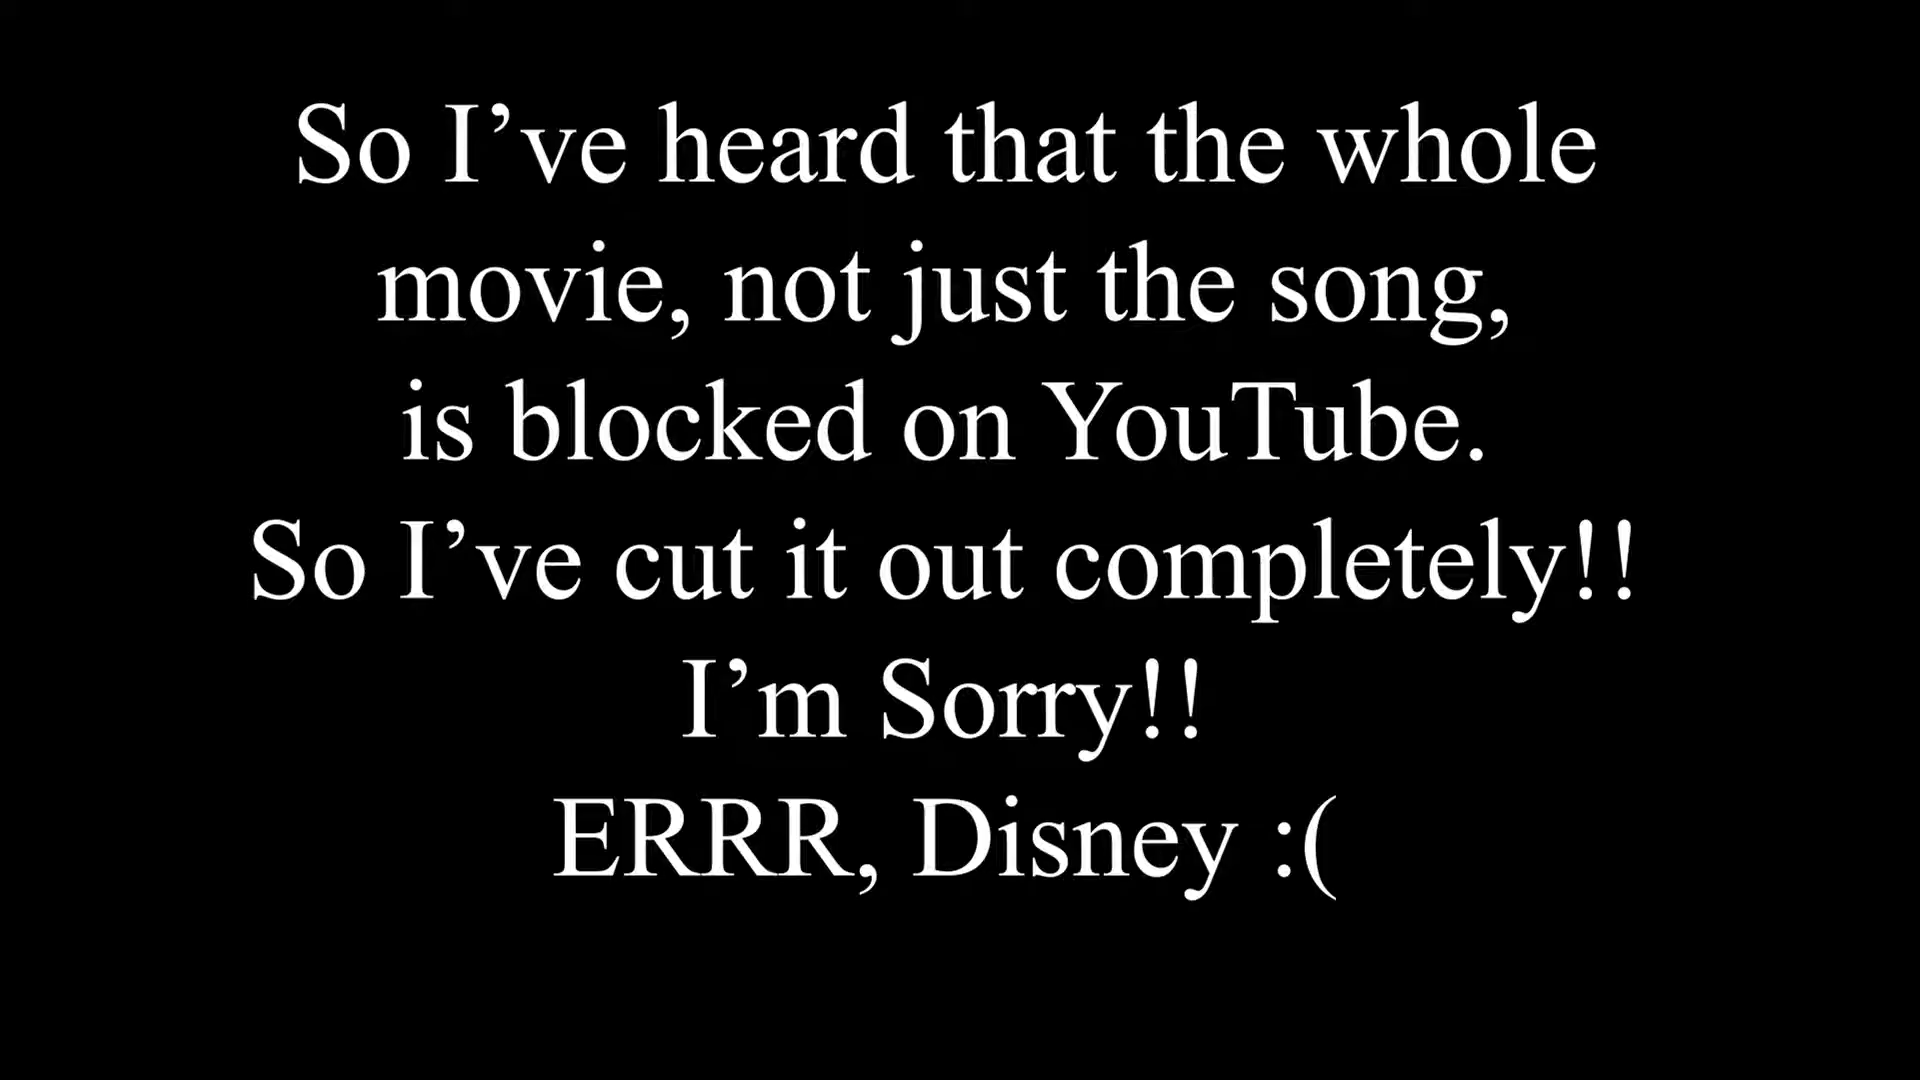 So I’ve heard that the whole
movie, not just the song,
is blocked on YouTube.
So I’ve cut it out completely!!
I’m Sorry!!
ERRR, Disney :(